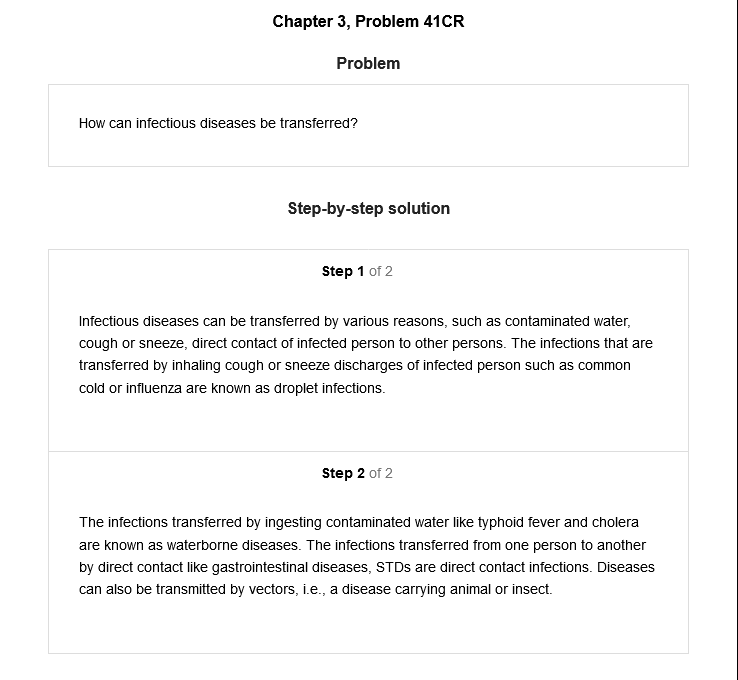 Chapter 3, Problem 41CR
Problem
How can infectious diseases be transferred?
Step-by-step solution
Step 1 of 2
Infectious diseases can be transferred by various reasons, such as contaminated water,
cough or sneeze, direct contact of infected person to other persons. The infections that are
transferred by inhaling cough or sneeze discharges of infected person such as common
cold or influenza are known as droplet infections.
Step 2 of 2
The infections transferred by ingesting contaminated water like typhoid fever and cholera
are known as waterborne diseases. The infections transferred from one person to another
by direct contact like gastrointestinal diseases, STDs are direct contact infections. Diseases
can also be transmitted by vectors, i.e., a disease carrying animal or insect.